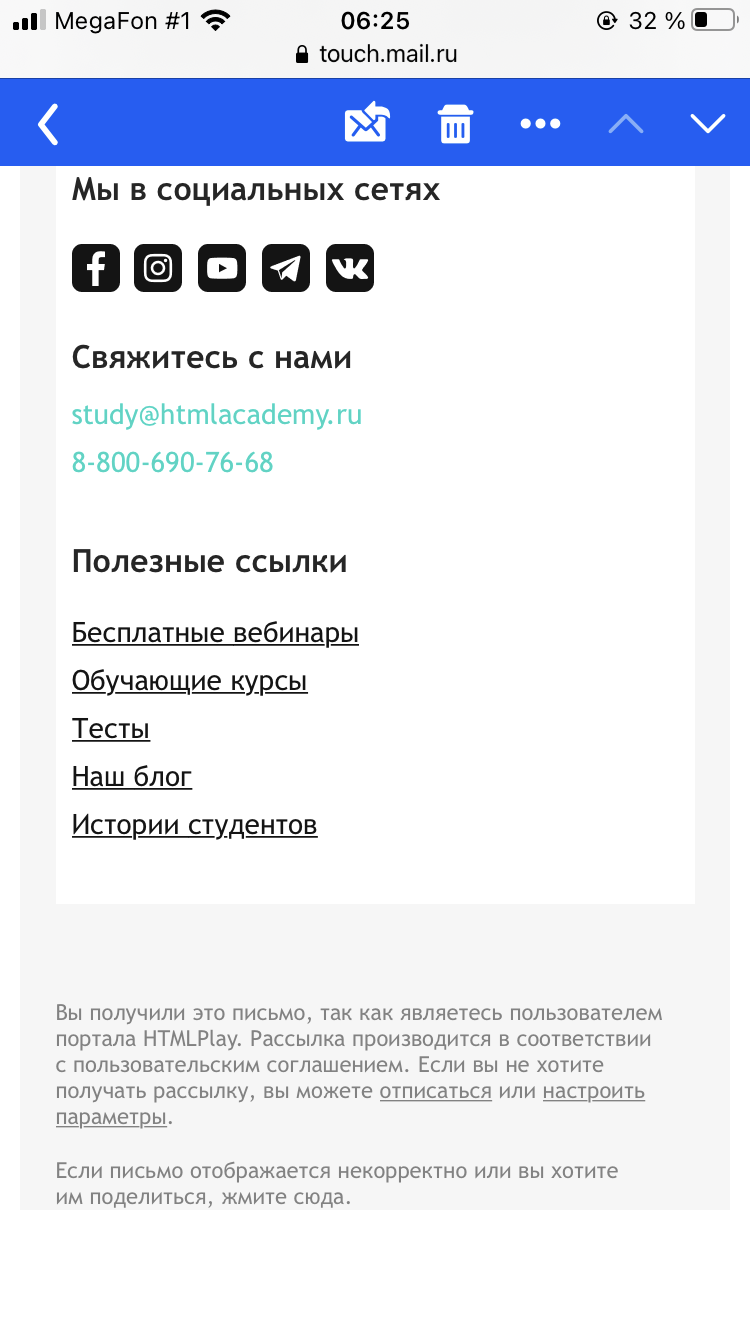 MegaFon #1 06:25 32 %
touch.mail.ru
Мы в социальных сетях
Свяжитесь с нами
study@htmlacademy.ru
8-800-690-76-68
Полезные ссылки
Бесплатные вебинары
Обучающие курсы
Тесты
Наш блог
Истории студентов
Вы получили это письмо, так как являетесь пользователем
портала HTMLPlay. Рассылка производится в соответствии
с пользовательским соглашением. Если вы не хотите
получать рассылку, вы можете отписаться или настроить
параметры.
Если письмо отображается некорректно или вы хотите
им поделиться, жмите сюда.